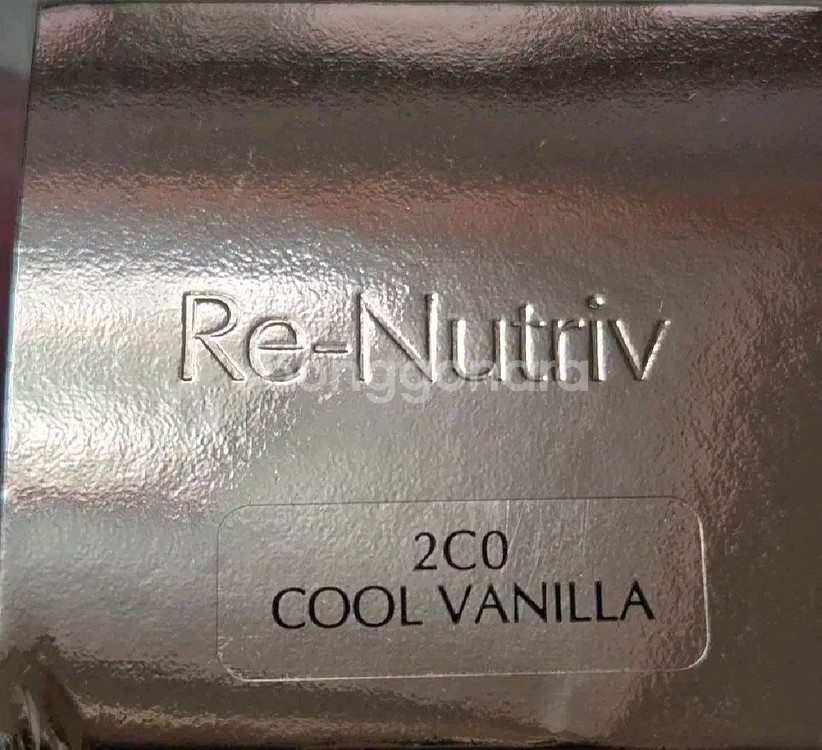 Re-Nutriv
2C0
COOL VANILLA